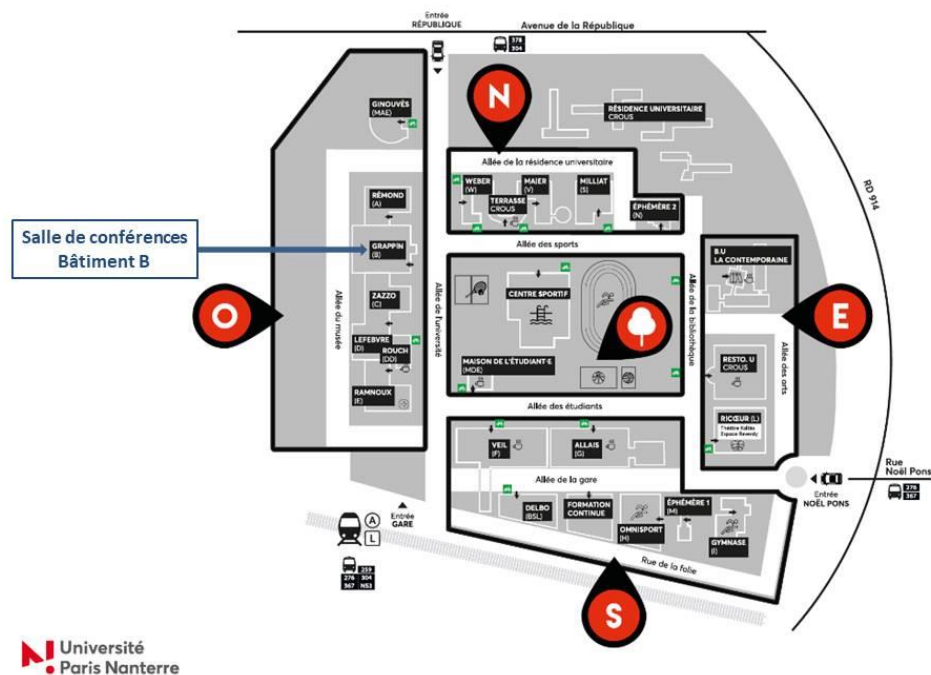 Entrée
RÉPUBLIQUE
Avenue de la République
378
304
N
GINOUVÈS
(MAE)
RÉSIDENCE UNIVERSITAIRE
CROUS
Allée de la résidence universitaire
WEBER
(W)
MAIER
(V)
MILLIAT
(S)
TERRASSE
CROUS
ÉPHÉMÈRE 2
(N)
RÉMOND
(A)
RD 914
Salle de conférences
Bâtiment B
GRAPPIN
(B)
Allée des sports
B.U
LA CONTEMPORAINE
ZAZZO
(C)
CENTRE SPORTIF
O
E
Allée du musée
Allée de l'université
Allée de la bibliothèque
Allée des arts
LEFEBVRE
(D)
ROUCH
(DD)
MAISON DE L'ÉTUDIANT·E
(MDE)
RESTO. U
CROUS
RAMNOUX
(E)
Allée des étudiants
RICŒUR (L)
Théâtre Koltès
Espace Reverdy
VEIL
(F)
ALLAIS
(G)
Rue
Noël Pons
378
367
Entrée
NOËL PONS
Allée de la gare
DELBO
(BSL)
FORMATION
CONTINUE
ÉPHÉMÈRE 1
(M)
OMNISPORT
(H)
GYMNASE
(I)
Entrée
GARE
A
L
259
276 304
367 N53
Rue de la folie
S
Université
Paris Nanterre